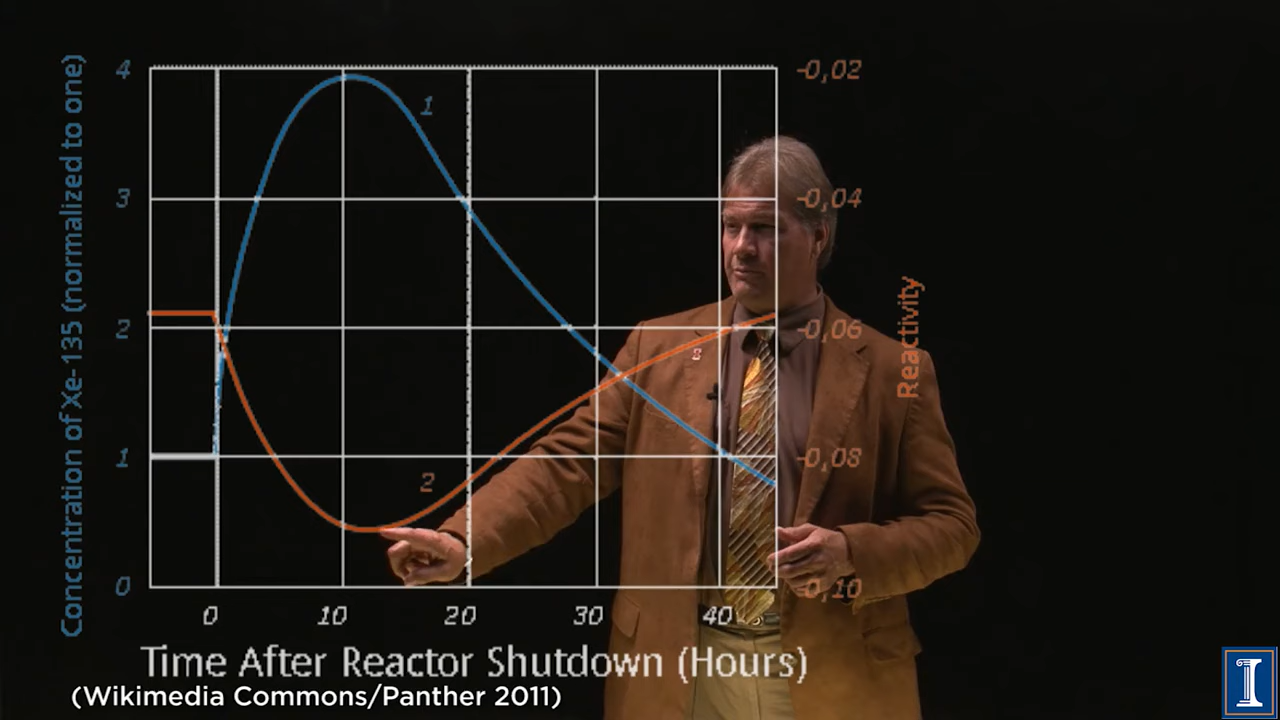 Concentration of Xe-135 (normalized to one)
4
3
2
1
0
1
2
-0,02
-0,04
-0,06
-0,08
-0,10
Reactivity
0 10 20 30 40
Time After Reactor Shutdown (Hours)
(Wikimedia Commons/Panther 2011)
I